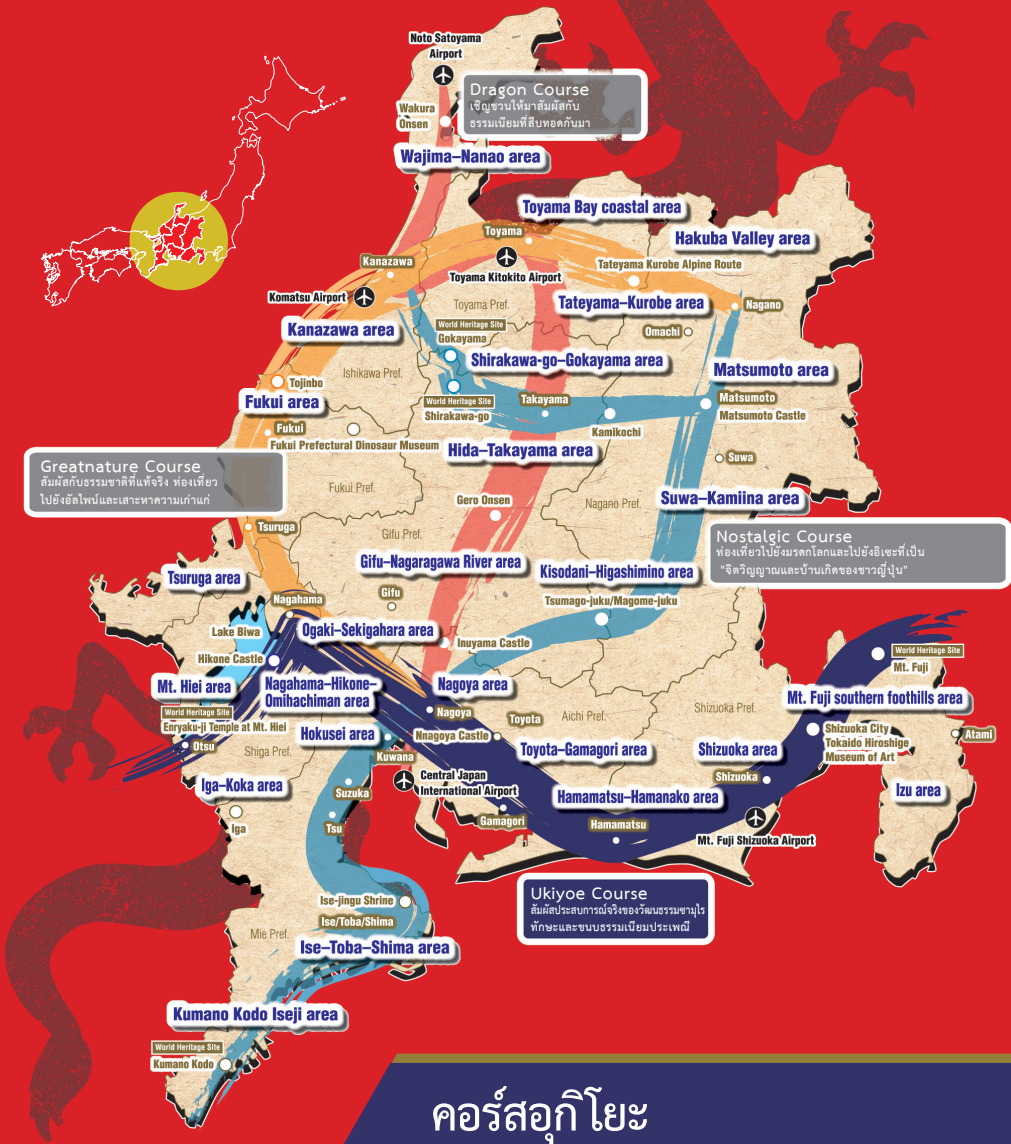 Noto Satoyama
Airport
Dragon Course
เชิญชวนให้มาสัมผัสกับ
ธรรมเนียมที่สืบทอดกันมา
Wakura
Onsen
Wajima–Nanao area
Toyama Bay coastal area
Toyama
Hakuba Valley area
Kanazawa
Toyama Kitokito Airport
Tateyama Kurobe Alpine Route
Komatsu Airport
Toyama Pref.
Tateyama–Kurobe area
Nagano
Kanazawa area
World Heritage Site
Gokayama
Omachi
Shirakawa-go–Gokayama area
Ishikawa Pref.
Matsumoto area
Tojinbo
Fukui area
World Heritage Site
Shirakawa-go
Takayama
Matsumoto
Matsumoto Castle
Kamikochi
Fukui
Fukui Prefectural Dinosaur Museum
Hida–Takayama area
Suwa
Greatnature Course
สัมผัสกับธรรมชาติที่แท้จริง ท่องเที่ยว
ไปยังอัลไพน์และเสาะหาความเก่าแก่
Fukui Pref.
Gero Onsen
Nagano Pref.
Suwa–Kamiina area
Tsuruga
Gifu Pref.
Nostalgic Course
ท่องเที่ยวไปยังมรดกโลกและไปยังอิเซะที่เป็น
"จิตวิญญาณและบ้านเกิดของชาวญี่ปุ่น"
Tsuruga area
Gifu–Nagaragawa River area
Kisodani–Higashimino area
Nagahama
Gifu
Tsumago-juku/Magome-juku
Lake Biwa
Ogaki–Sekigahara area
Inuyama Castle
Hikone Castle
World Heritage Site
Mt. Fuji
Mt. Hiei area
Nagahama–Hikone–
Omihachiman area
Nagoya area
Mt. Fuji southern foothills area
World Heritage Site
Enryaku-ji Temple at Mt. Hiei
Nagoya
Toyota
Aichi Pref.
Shizuoka Pref.
Otsu
Shiga Pref.
Hokusei area
Nnagoya Castle
Toyota–Gamagori area
Shizuoka area
Shizuoka City
Tokaido Hiroshige
Museum of Art
Atami
Kuwana
Iga–Koka area
Central Japan
International Airport
Shizuoka
Suzuka
Hamamatsu–Hamanako area
Izu area
Iga
Tsu
Gamagori
Hamamatsu
Mt. Fuji Shizuoka Airport
Ukiyoe Course
สัมผัสประสบการณ์จริงของวัฒนธรรมซามุไร
ทักษะและขนบธรรมเนียมประเพณี
Ise-jingu Shrine
Ise/Toba/Shima
Mie Pref.
Ise–Toba–Shima area
Kumano Kodo Iseji area
World Heritage Site
Kumano Kodo
คอร์สอุกิโยะ